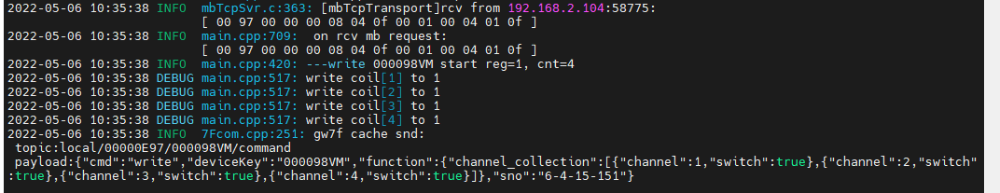 2022-05-06 10:35:38 INFO  mbTcpSvr.c:363: [mbTcpTransport]rcv from 192.168.2.104:58775:
[ 00 97 00 00 00 08 04 0f 00 01 00 04 01 0f ]
2022-05-06 10:35:38 INFO  main.cpp:709:  on rcv mb request:
[ 00 97 00 00 00 08 04 0f 00 01 00 04 01 0f ]
2022-05-06 10:35:38 INFO  main.cpp:420: ---write 000098VM start reg=1, cnt=4
2022-05-06 10:35:38 DEBUG main.cpp:517: write coil[1] to 1
2022-05-06 10:35:38 DEBUG main.cpp:517: write coil[2] to 1
2022-05-06 10:35:38 DEBUG main.cpp:517: write coil[3] to 1
2022-05-06 10:35:38 DEBUG main.cpp:517: write coil[4] to 1
2022-05-06 10:35:38 INFO  7Fcom.cpp:251: gw7f cache snd:
topic:local/00000E97/000098VM/command
payload:{"cmd":"write","deviceKey":"000098VM","function":{"channel_collection":[{"channel":1,"switch":true},{"channel":2,"switch"
:true},{"channel":3,"switch":true},{"channel":4,"switch":true}]},"sno":"6-4-15-151"}